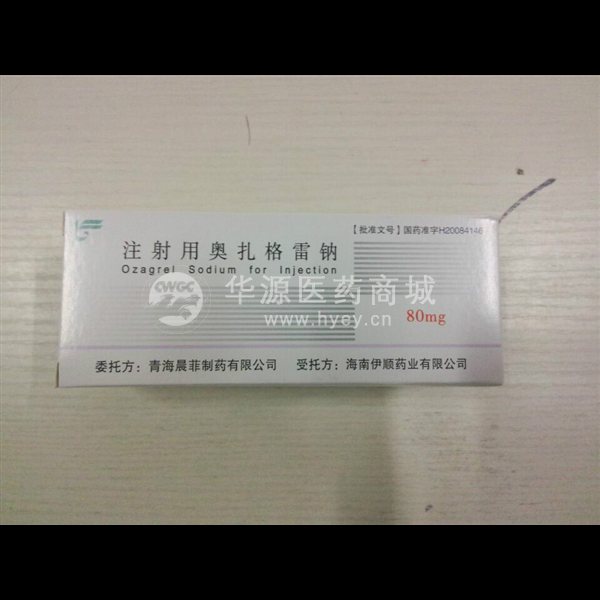 【批准文号】国药准字H20084146
注射用奥扎格雷钠
Ozagrel Sodium for Injection
CWGC
华源医药商城
www.hyey.cn
80mg
委托方：青海晨菲制药有限公司 受托方：海南伊顺药业有限公司